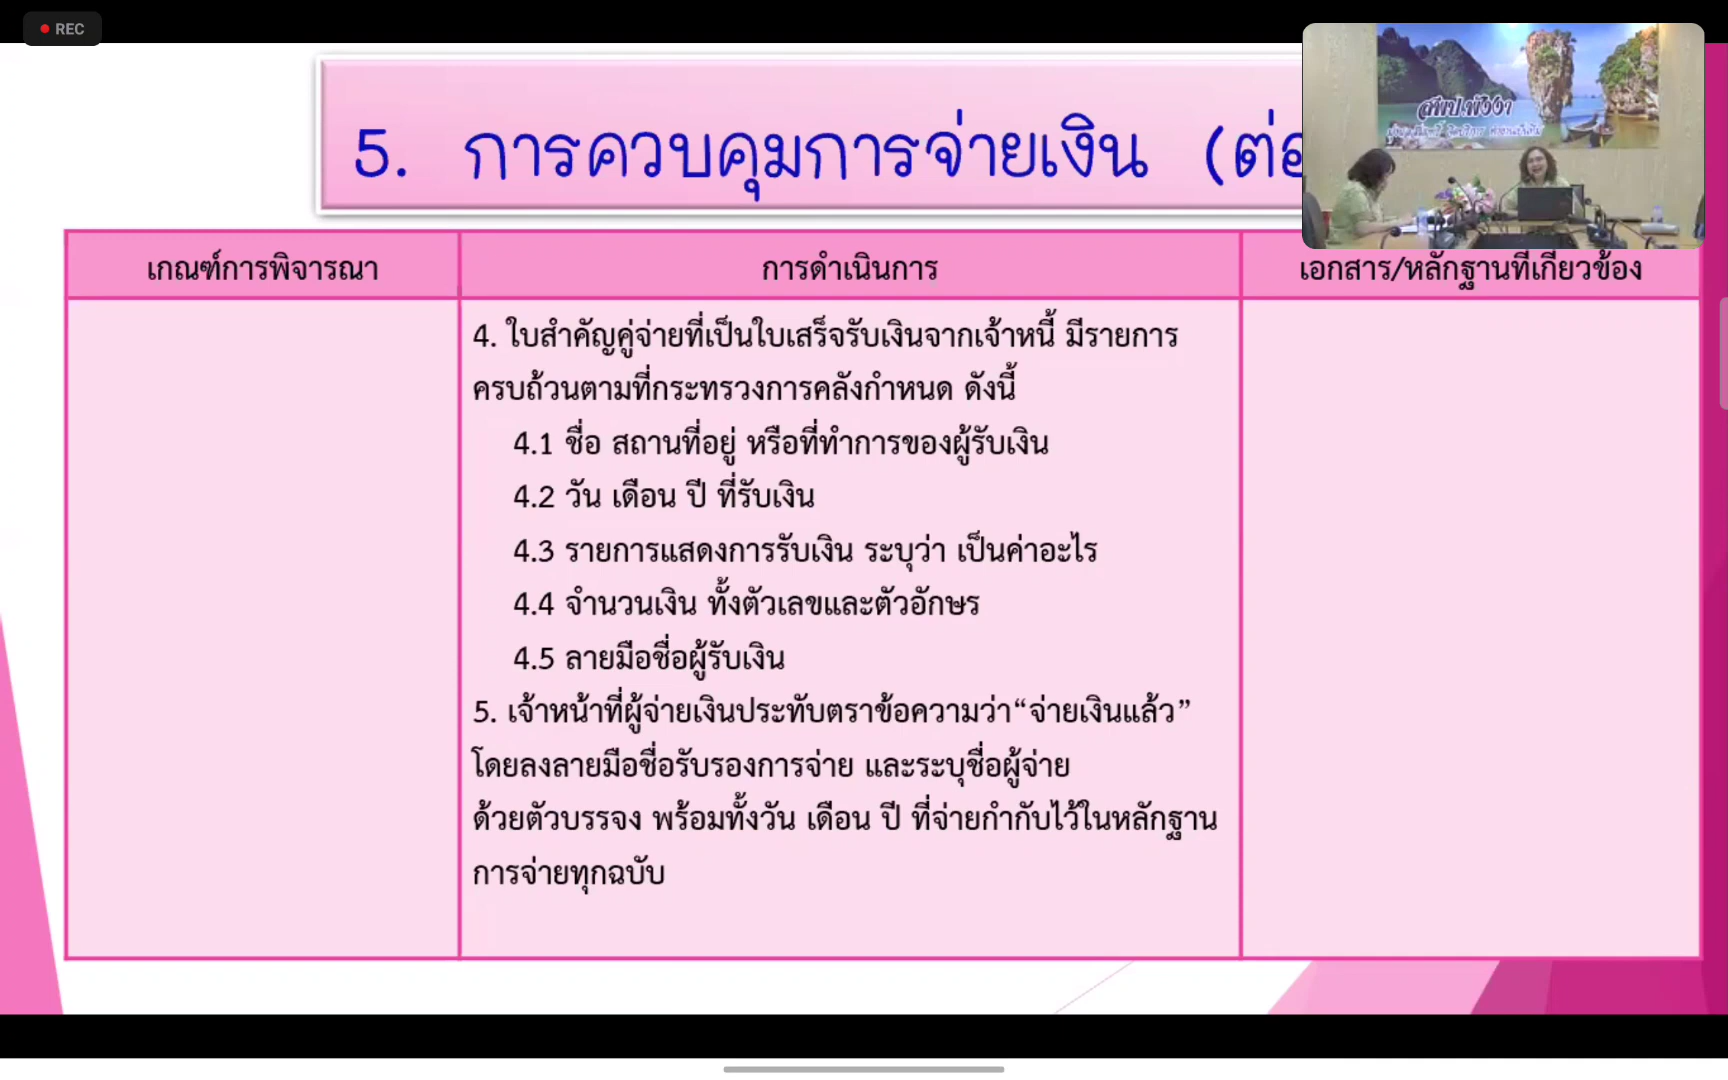 REC
5. การควบคุมการจ่ายเงิน (ต่อ
สพป.พังงา
เกณฑ์การพิจารณา
การดำเนินการ
เอกสาร/หลักฐานที่เกี่ยวข้อง
4. ใบสำคัญคู่จ่ายที่เป็นใบเสร็จรับเงินจากเจ้าหนี้ มีรายการ
ครบถ้วนตามที่กระทรวงการคลังกำหนด ดังนี้
4.1 ชื่อ สถานที่อยู่ หรือที่ทำการของผู้รับเงิน
4.2 วัน เดือน ปี ที่รับเงิน
4.3 รายการแสดงการรับเงิน ระบุว่า เป็นค่าอะไร
4.4 จำนวนเงิน ทั้งตัวเลขและตัวอักษร
4.5 ลายมือชื่อผู้รับเงิน
5. เจ้าหน้าที่ผู้จ่ายเงินประทับตราข้อความว่า“จ่ายเงินแล้ว”
โดยลงลายมือชื่อรับรองการจ่าย และระบุชื่อผู้จ่าย
ด้วยตัวบรรจง พร้อมทั้งวัน เดือน ปี ที่จ่ายกำกับไว้ในหลักฐาน
การจ่ายทุกฉบับ